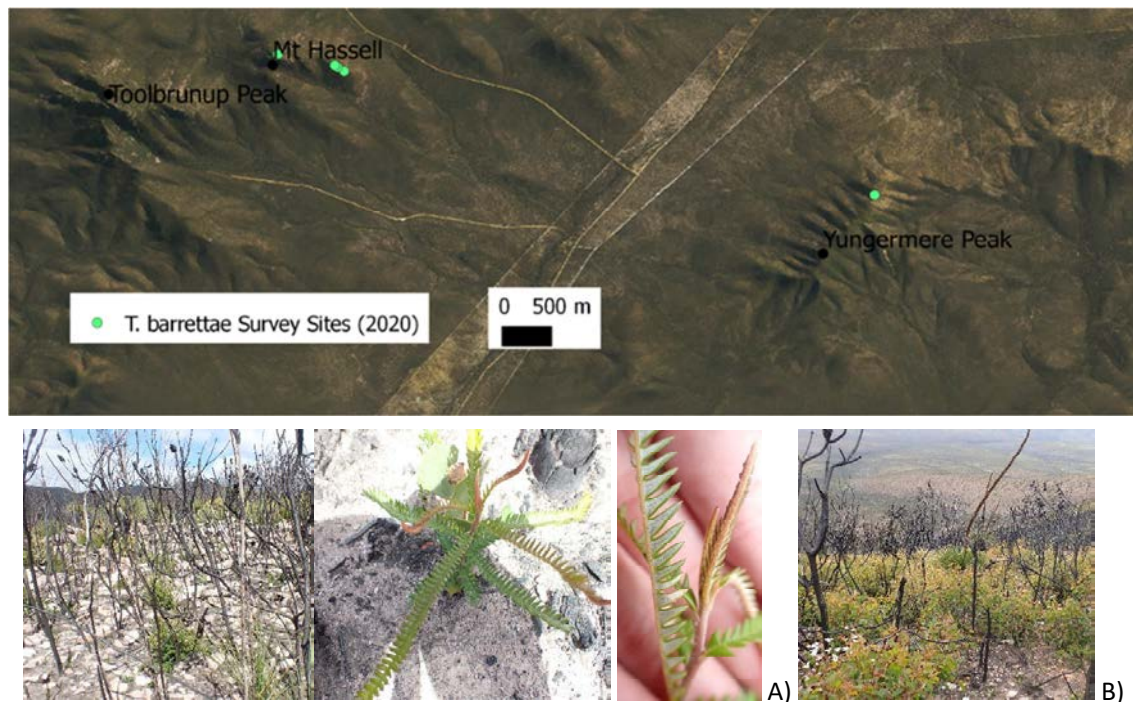 Mt Hassell
Toolbrunup Peak
Yungermere Peak
T. barrettae Survey Sites (2020)
0 500 m
A)
B)